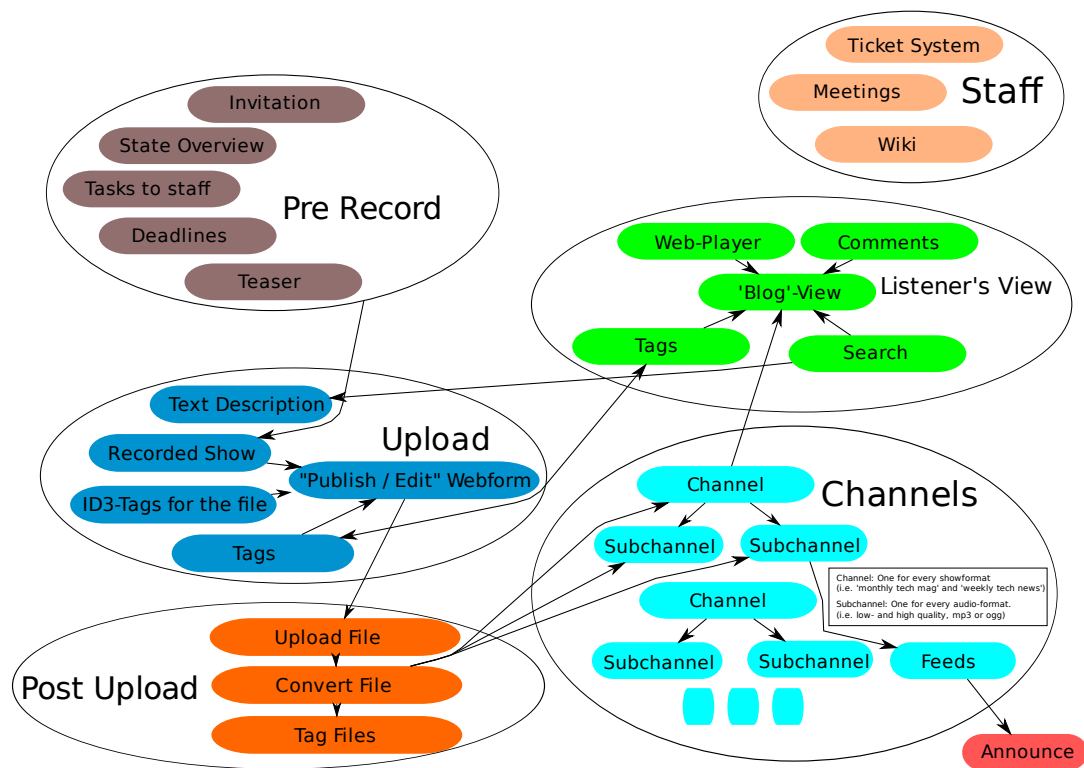 Ticket System
Meetings
Staff
Wiki
Invitation
State Overview
Tasks to staff
Pre Record
Deadlines
Teaser
Web-Player
Comments
'Blog'-View
Listener's View
Tags
Search
Text Description
Upload
Recorded Show
"Publish / Edit" Webform
ID3-Tags for the file
Tags
Channel
Channels
Subchannel
Subchannel
Channel: One for every showformat
(i.e. 'monthly tech mag' and 'weekly tech news')
Subchannel: One for every audio-format.
(i.e. low- and high quality, mp3 or ogg)
Channel
Subchannel
Subchannel
Feeds
Upload File
Post Upload
Convert File
Tag Files
Announce